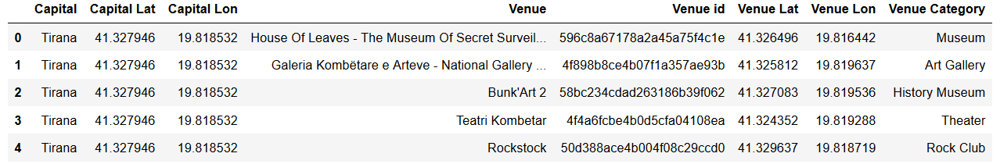 Capital Capital Lat Capital Lon Venue Venue id Venue Lat Venue Lon Venue Category
0 Tirana 41.327946 19.818532 House Of Leaves - The Museum Of Secret Surveil... 596c8a67178a2a45a75f4c1e 41.326496 19.816442 Museum
1 Tirana 41.327946 19.818532 Galeria Kombëtare e Arteve - National Gallery ... 4f898b8ce4b07f1a357ae93b 41.325812 19.819637 Art Gallery
2 Tirana 41.327946 19.818532 Bunk'Art 2 58bc234cdad263186b39f062 41.327083 19.819536 History Museum
3 Tirana 41.327946 19.818532 Teatri Kombetar 4f4a6fcbe4b0d5cfa04108ea 41.324352 19.819288 Theater
4 Tirana 41.327946 19.818532 Rockstock 50d388ace4b004f08c29ccd0 41.329637 19.818719 Rock Club